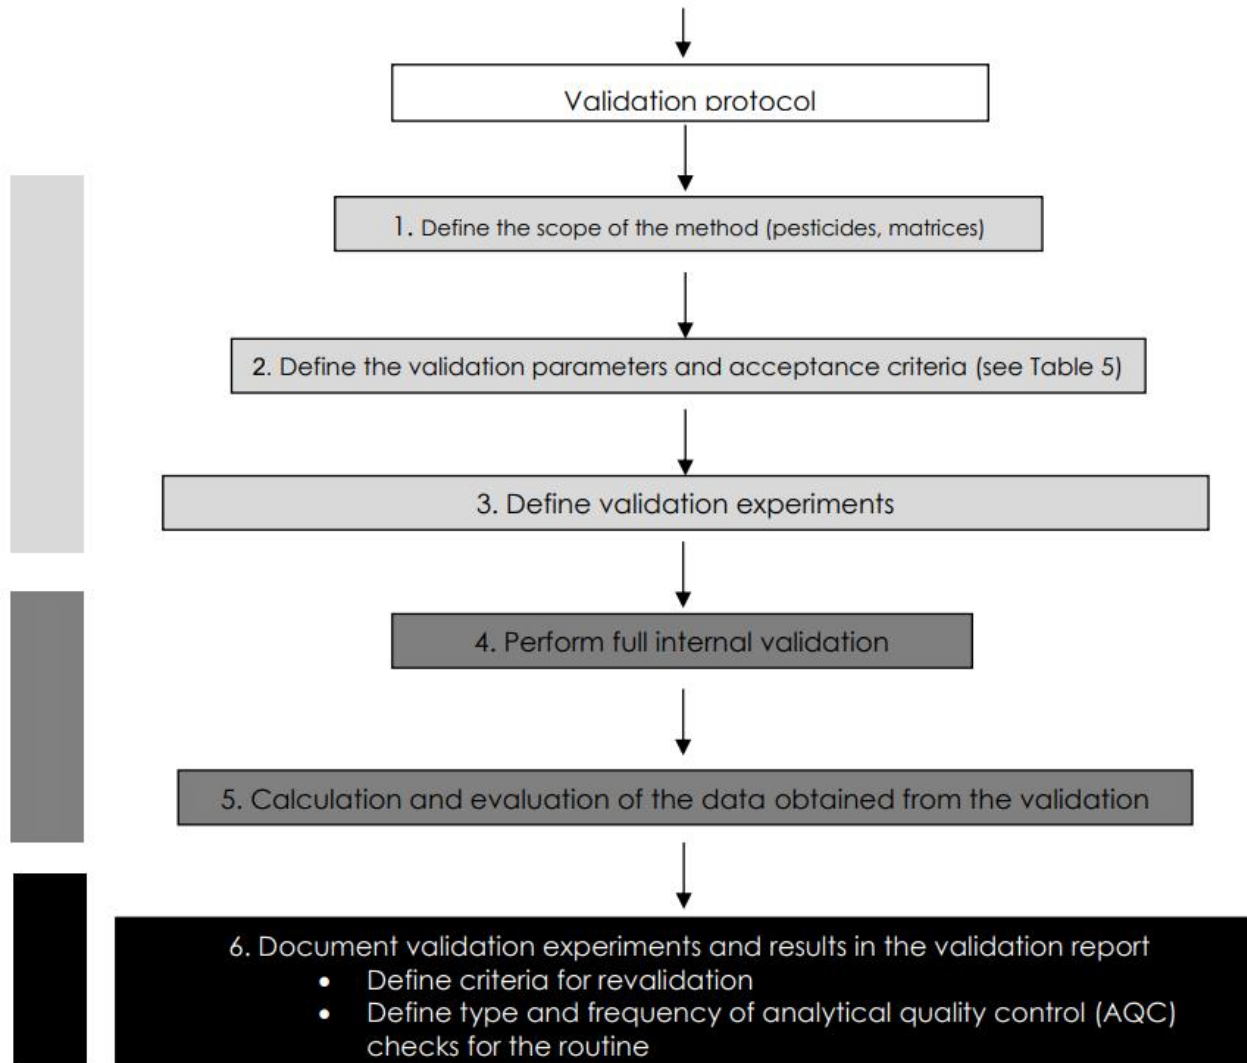 Validation protocol
1. Define the scope of the method (pesticides, matrices)
2. Define the validation parameters and acceptance criteria (see Table 5)
3. Define validation experiments
4. Perform full internal validation
5. Calculation and evaluation of the data obtained from the validation
6. Document validation experiments and results in the validation report
• Define criteria for revalidation
• Define type and frequency of analytical quality control (AQC)
checks for the routine